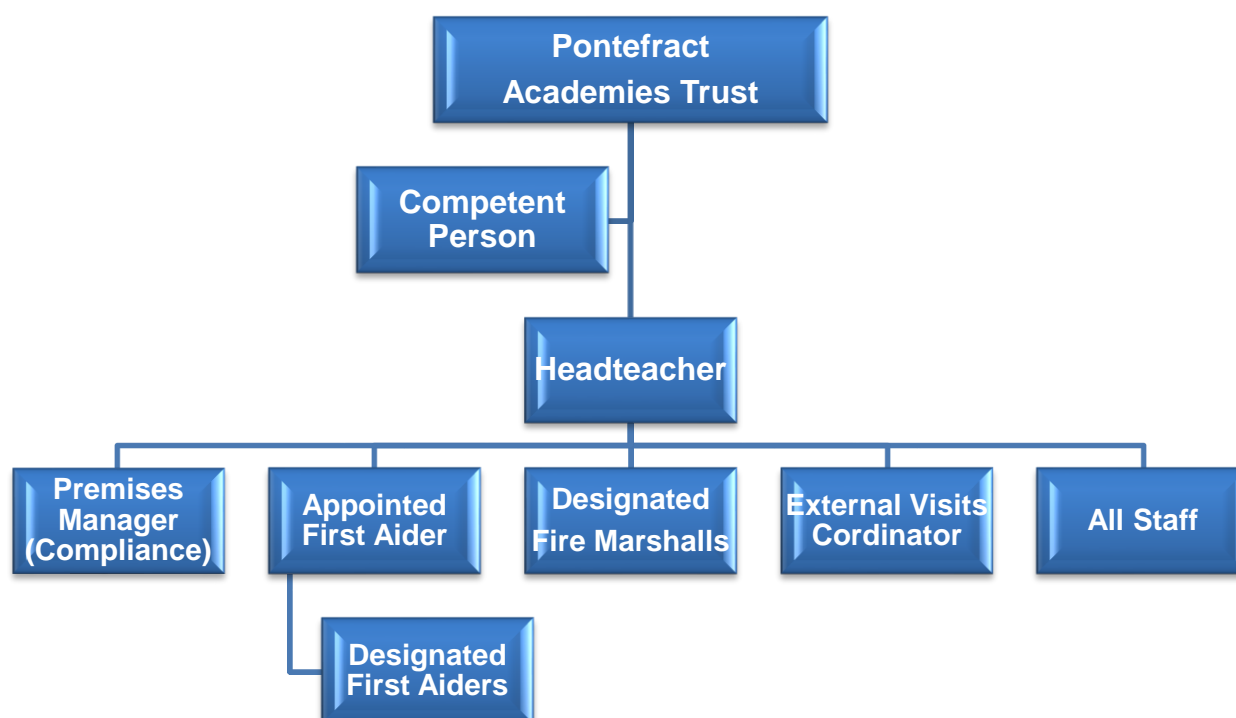 Pontefract
Academies Trust
Competent
Person
Headteacher
Premises
Manager
(Compliance)
Appointed
First Aider
Designated
Fire Marshalls
External Visits
Cordinator
All Staff
Designated
First Aiders